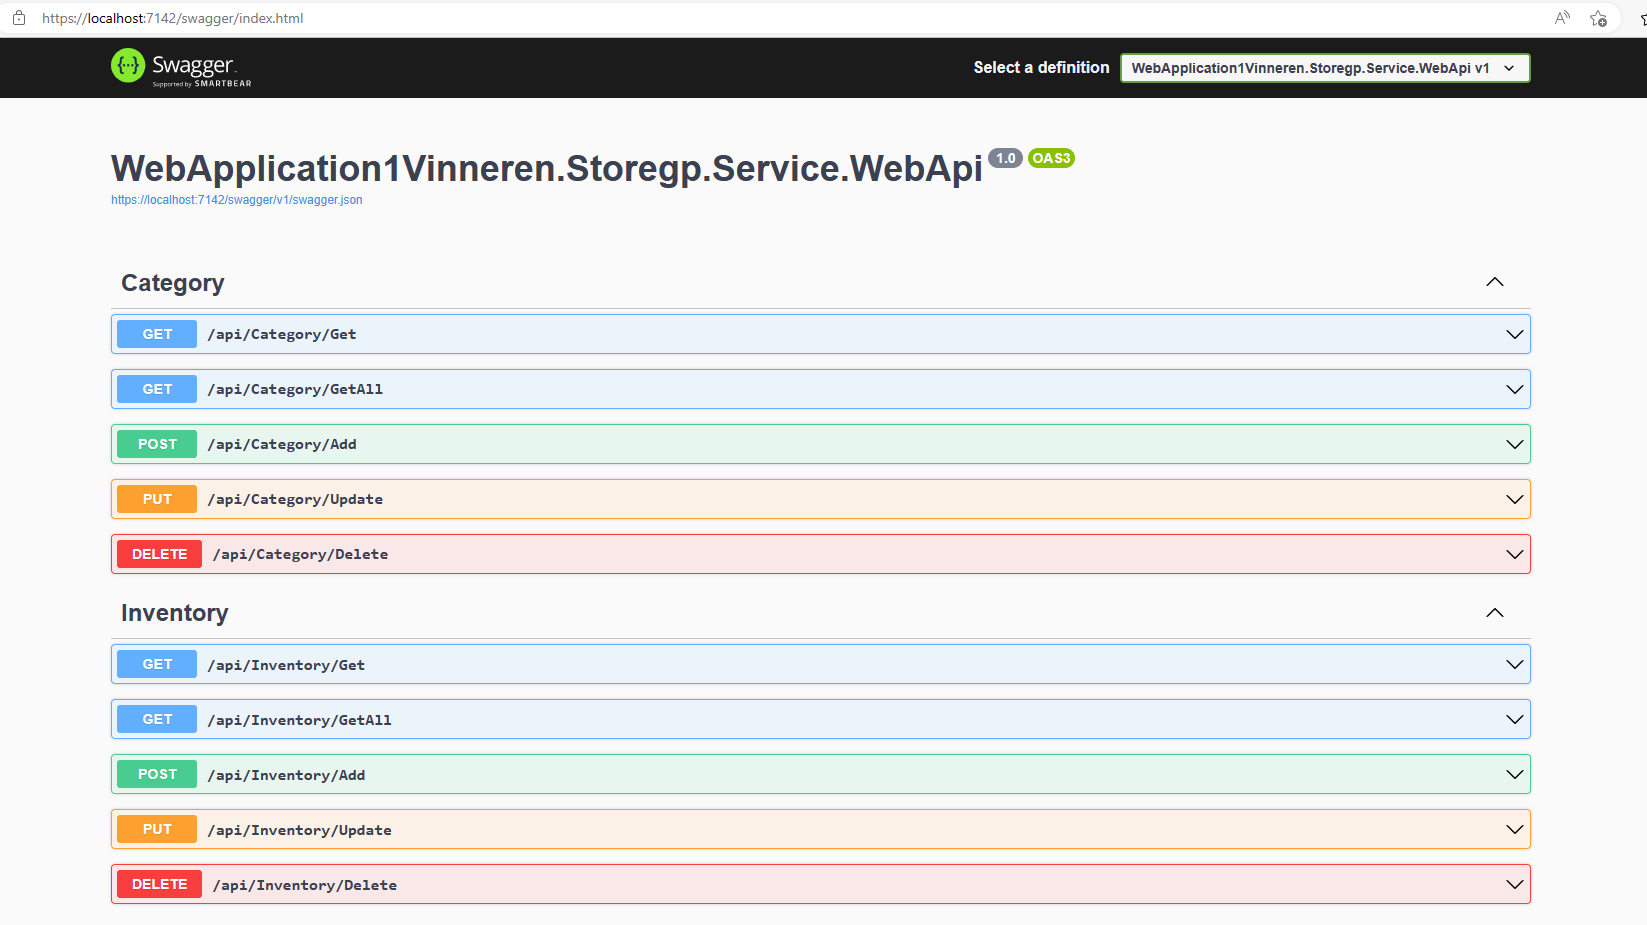 https://localhost:7142/swagger/index.html
Swagger
Supported by SMARTBEAR
Select a definition
WebApplication1Vinneren.Storegp.Service.WebApi v1
WebApplication1Vinneren.Storegp.Service.WebApi 1.0 OAS3
https://localhost:7142/swagger/v1/swagger.json
Category
GET /api/Category/Get
GET /api/Category/GetAll
POST /api/Category/Add
PUT /api/Category/Update
DELETE /api/Category/Delete
Inventory
GET /api/Inventory/Get
GET /api/Inventory/GetAll
POST /api/Inventory/Add
PUT /api/Inventory/Update
DELETE /api/Inventory/Delete